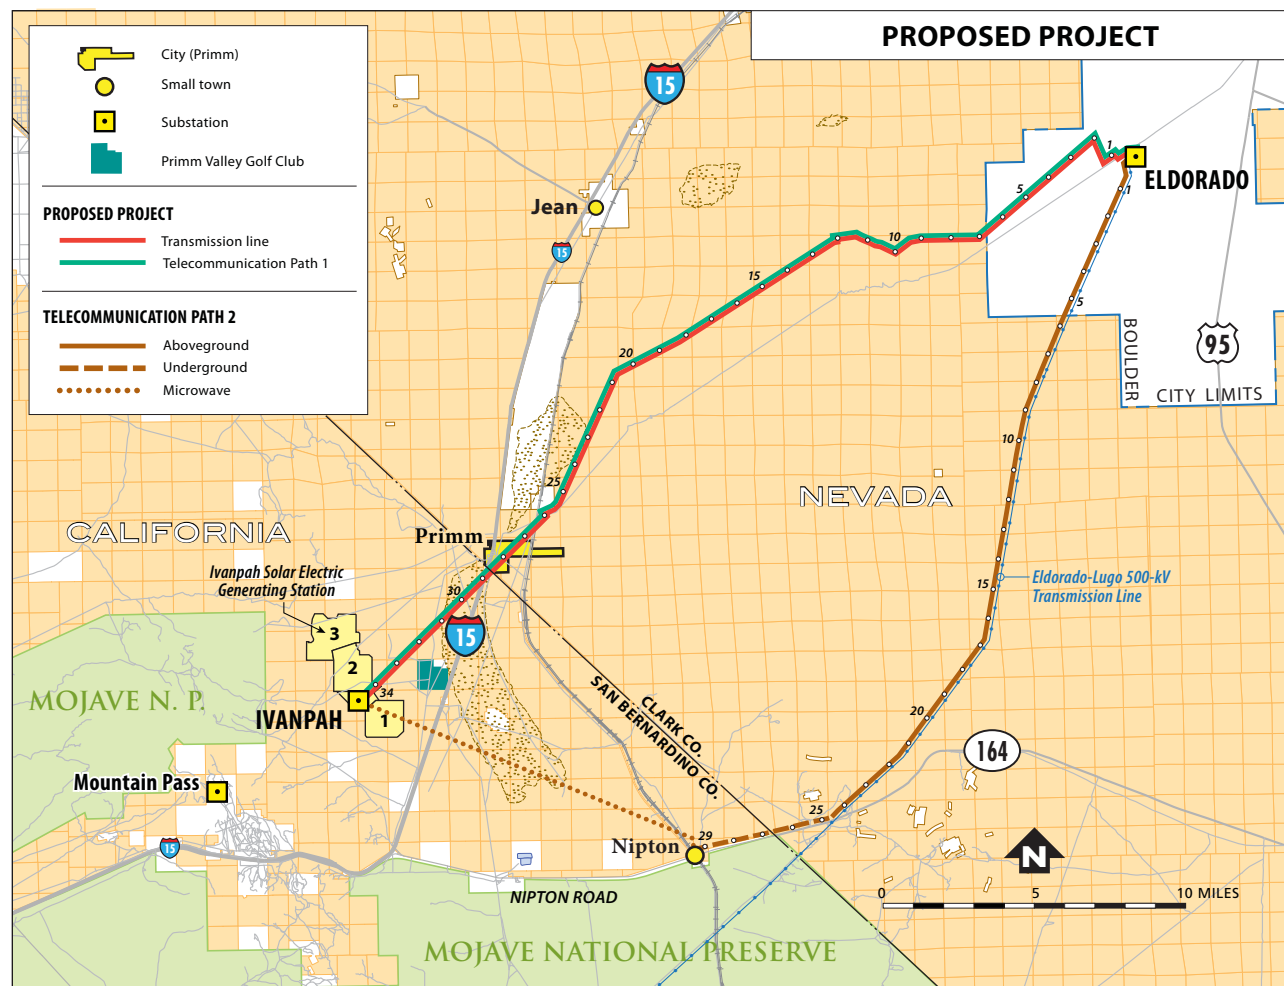 PROPOSED PROJECT
City (Primm)
Small town
Substation
Primm Valley Golf Club
PROPOSED PROJECT
Transmission line
Telecommunication Path 1
TELECOMMUNICATION PATH 2
Aboveground
Underground
Microwave
15
Jean
15
1
ELDORADO
1
5
10
15
5
BOULDER
CITY LIMITS
95
20
10
25
NEVADA
CALIFORNIA
Primm
Ivanpah Solar Electric
Generating Station
15
Eldorado-Lugo 500-kV
Transmission Line
30
15
3
2
34
MOJAVE N. P.
IVANPAH
1
CLARK CO.
SAN BERNARDINO CO.
20
164
Mountain Pass
25
15
29
Nipton
N
NIPTON ROAD
0
5
10 MILES
MOJAVE NATIONAL PRESERVE